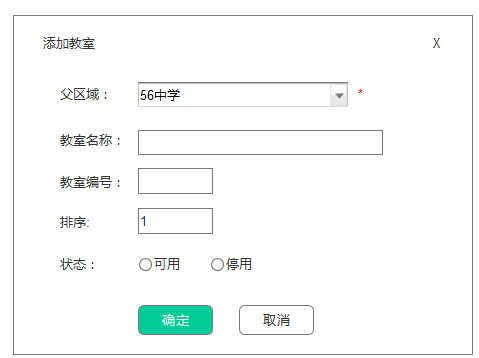 添加教室 X
父区域： 56中学 *
教室名称：
教室编号：
排序: 1
状态： 可用 停用
确定 取消